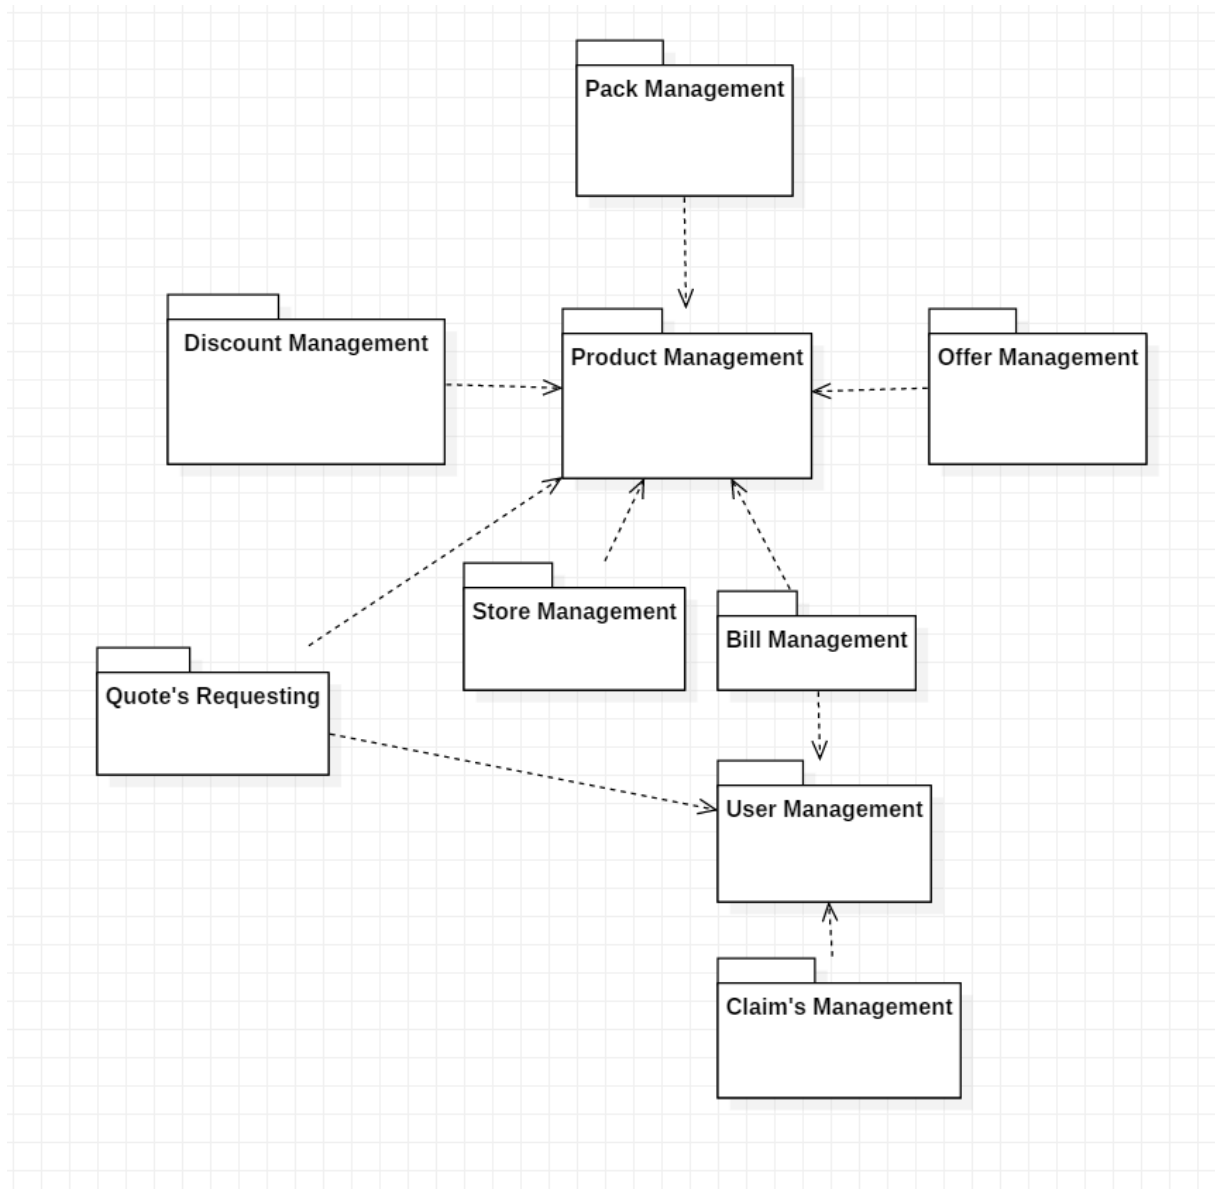 Pack Management
Discount Management
Product Management
Offer Management
Store Management
Bill Management
Quote's Requesting
User Management
Claim's Management